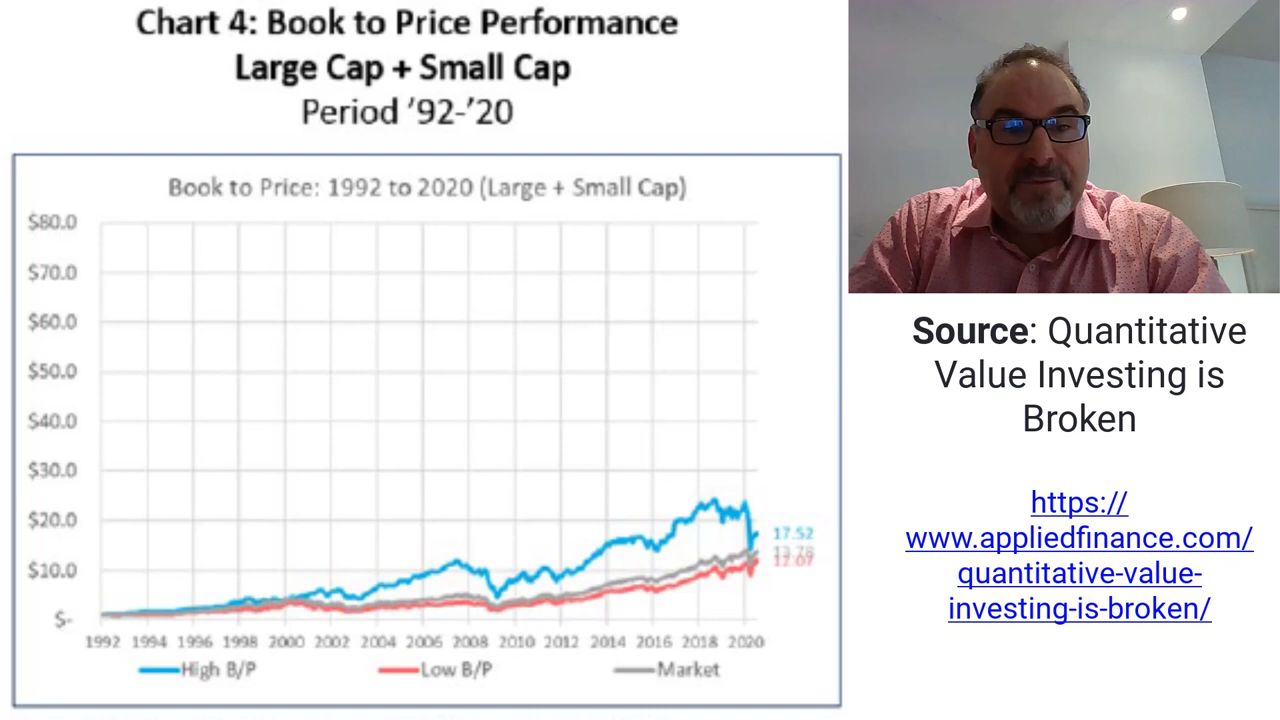 Chart 4: Book to Price Performance
Large Cap + Small Cap
Period '92-'20
Book to Price: 1992 to 2020 (Large + Small Cap)
$80.0
$70.0
$60.0
$50.0
$40.0
$30.0
$20.0
$10.0
$-
17.52
13.78
12.07
1992 1994 1996 1998 2000 2002 2004 2006 2008 2010 2012 2014 2016 2018 2020
High B/P Low B/P Market
Source: Quantitative
Value Investing is
Broken
https://
www.appliedfinance.com/
quantitative-value-
investing-is-broken/